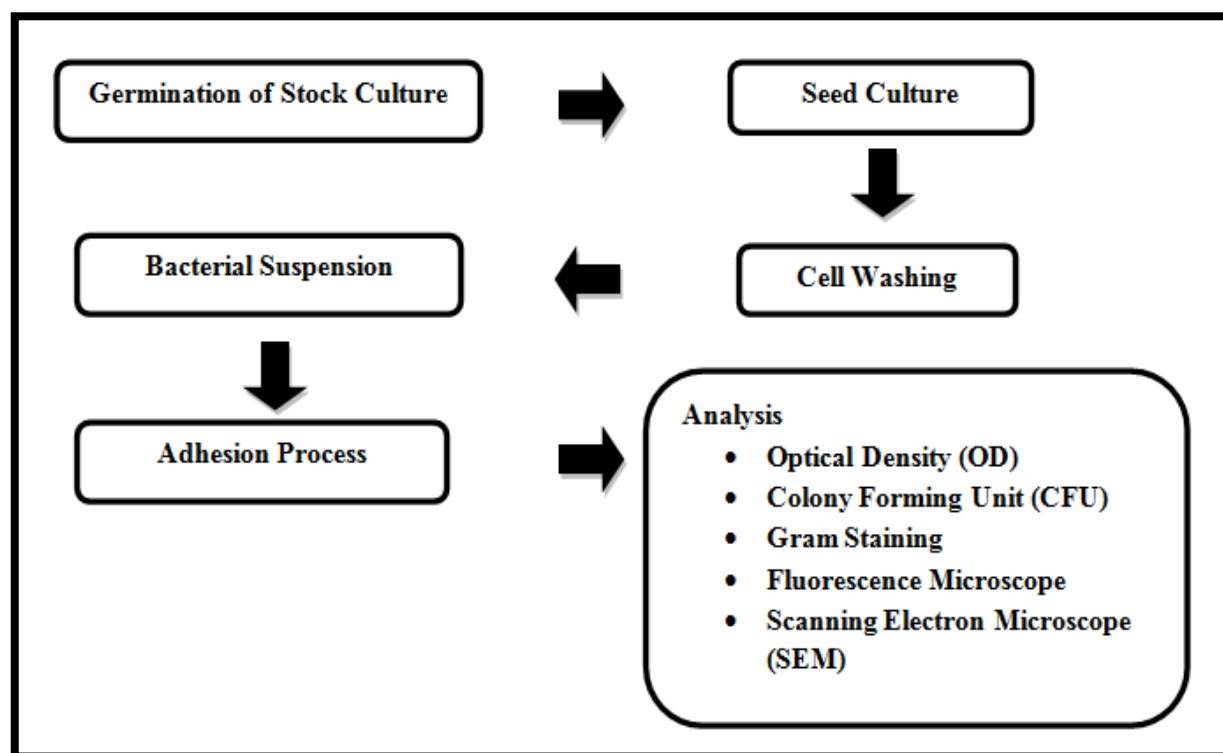 Germination of Stock Culture
Seed Culture
Bacterial Suspension
Cell Washing
Adhesion Process
Analysis
• Optical Density (OD)
• Colony Forming Unit (CFU)
• Gram Staining
• Fluorescence Microscope
• Scanning Electron Microscope
(SEM)